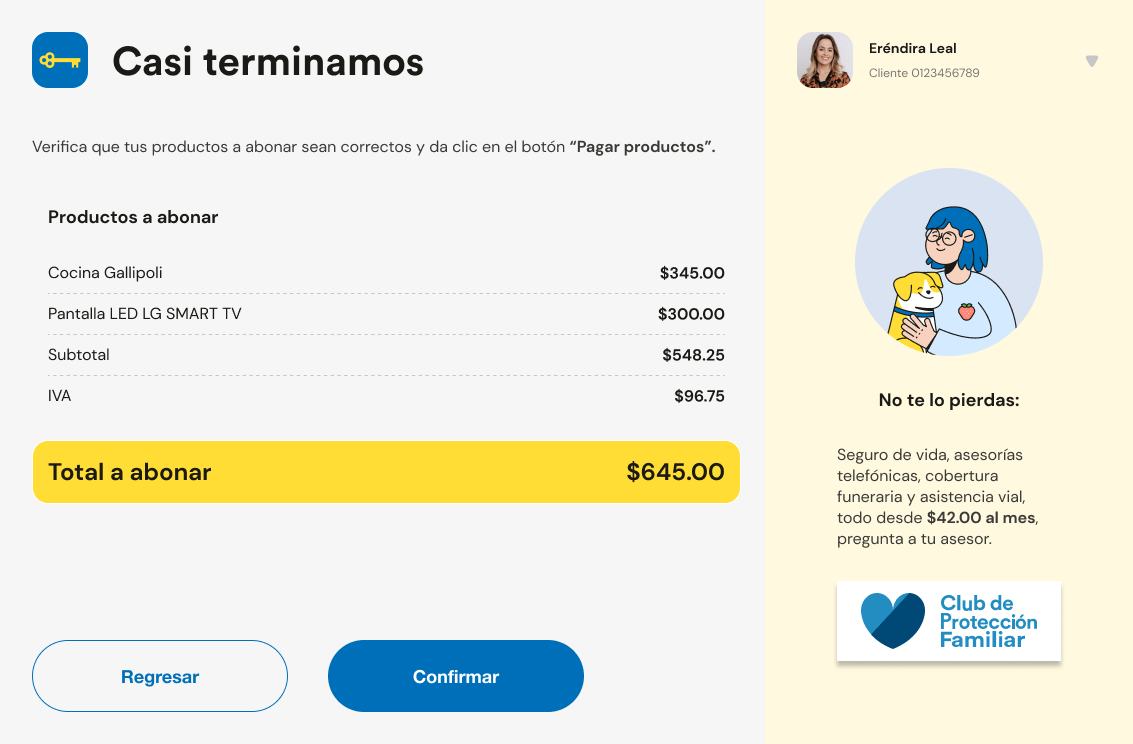 Casi terminamos
Verifica que tus productos a abonar sean correctos y da clic en el botón “Pagar productos”.
Productos a abonar
Cocina Gallipoli $345.00
Pantalla LED LG SMART TV $300.00
Subtotal $548.25
IVA $96.75
Total a abonar $645.00
Regresar
Confirmar
Eréndira Leal
Cliente 0123456789
No te lo pierdas:
Seguro de vida, asesorías
telefónicas, cobertura
funeraria y asistencia vial,
todo desde $42.00 al mes,
pregunta a tu asesor.
Club de
Protección
Familiar